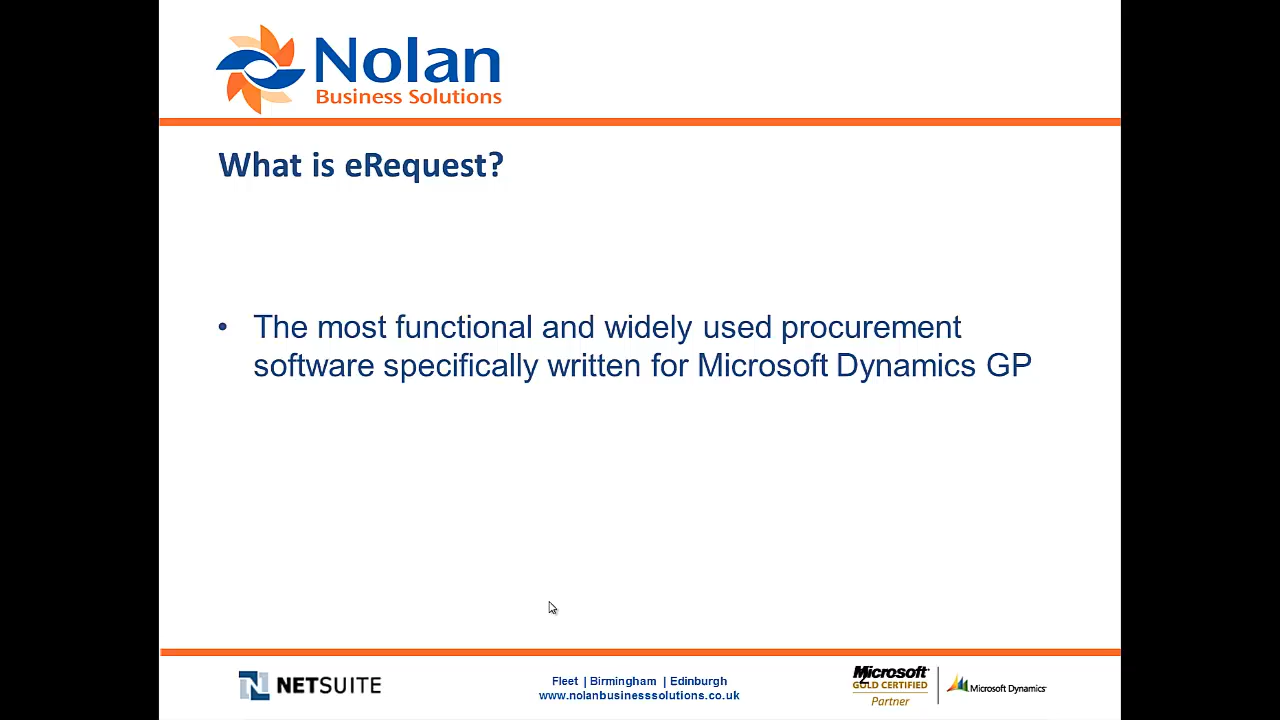 Nolan
Business Solutions
What is eRequest?
• The most functional and widely used procurement
software specifically written for Microsoft Dynamics GP
NETSUITE
Fleet | Birmingham | Edinburgh
www.nolanbusinesssolutions.co.uk
Microsoft
GOLD CERTIFIED
Partner
2
Microsoft Dynamics